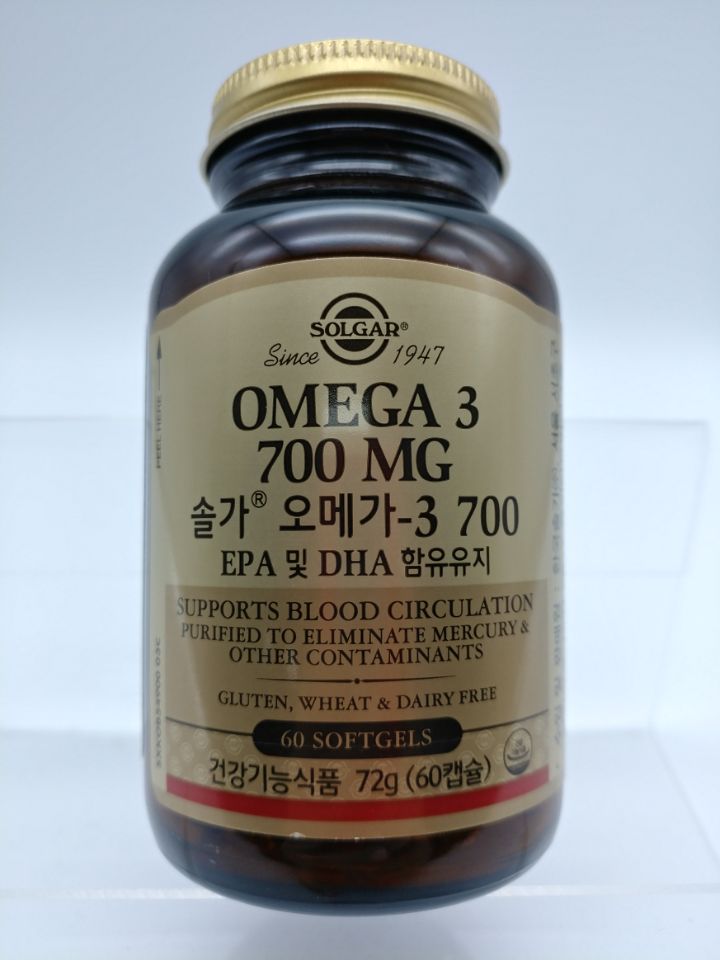 SOLGAR®
Since 1947
OMEGA 3
700 MG
솔가® 오메가-3 700
EPA 및 DHA 함유유지
SUPPORTS BLOOD CIRCULATION
PURIFIED TO ELIMINATE MERCURY &
OTHER CONTAMINANTS
GLUTEN, WHEAT & DAIRY FREE
60 SOFTGELS
건강기능식품 72g (60캡슐)
PEEL HERE